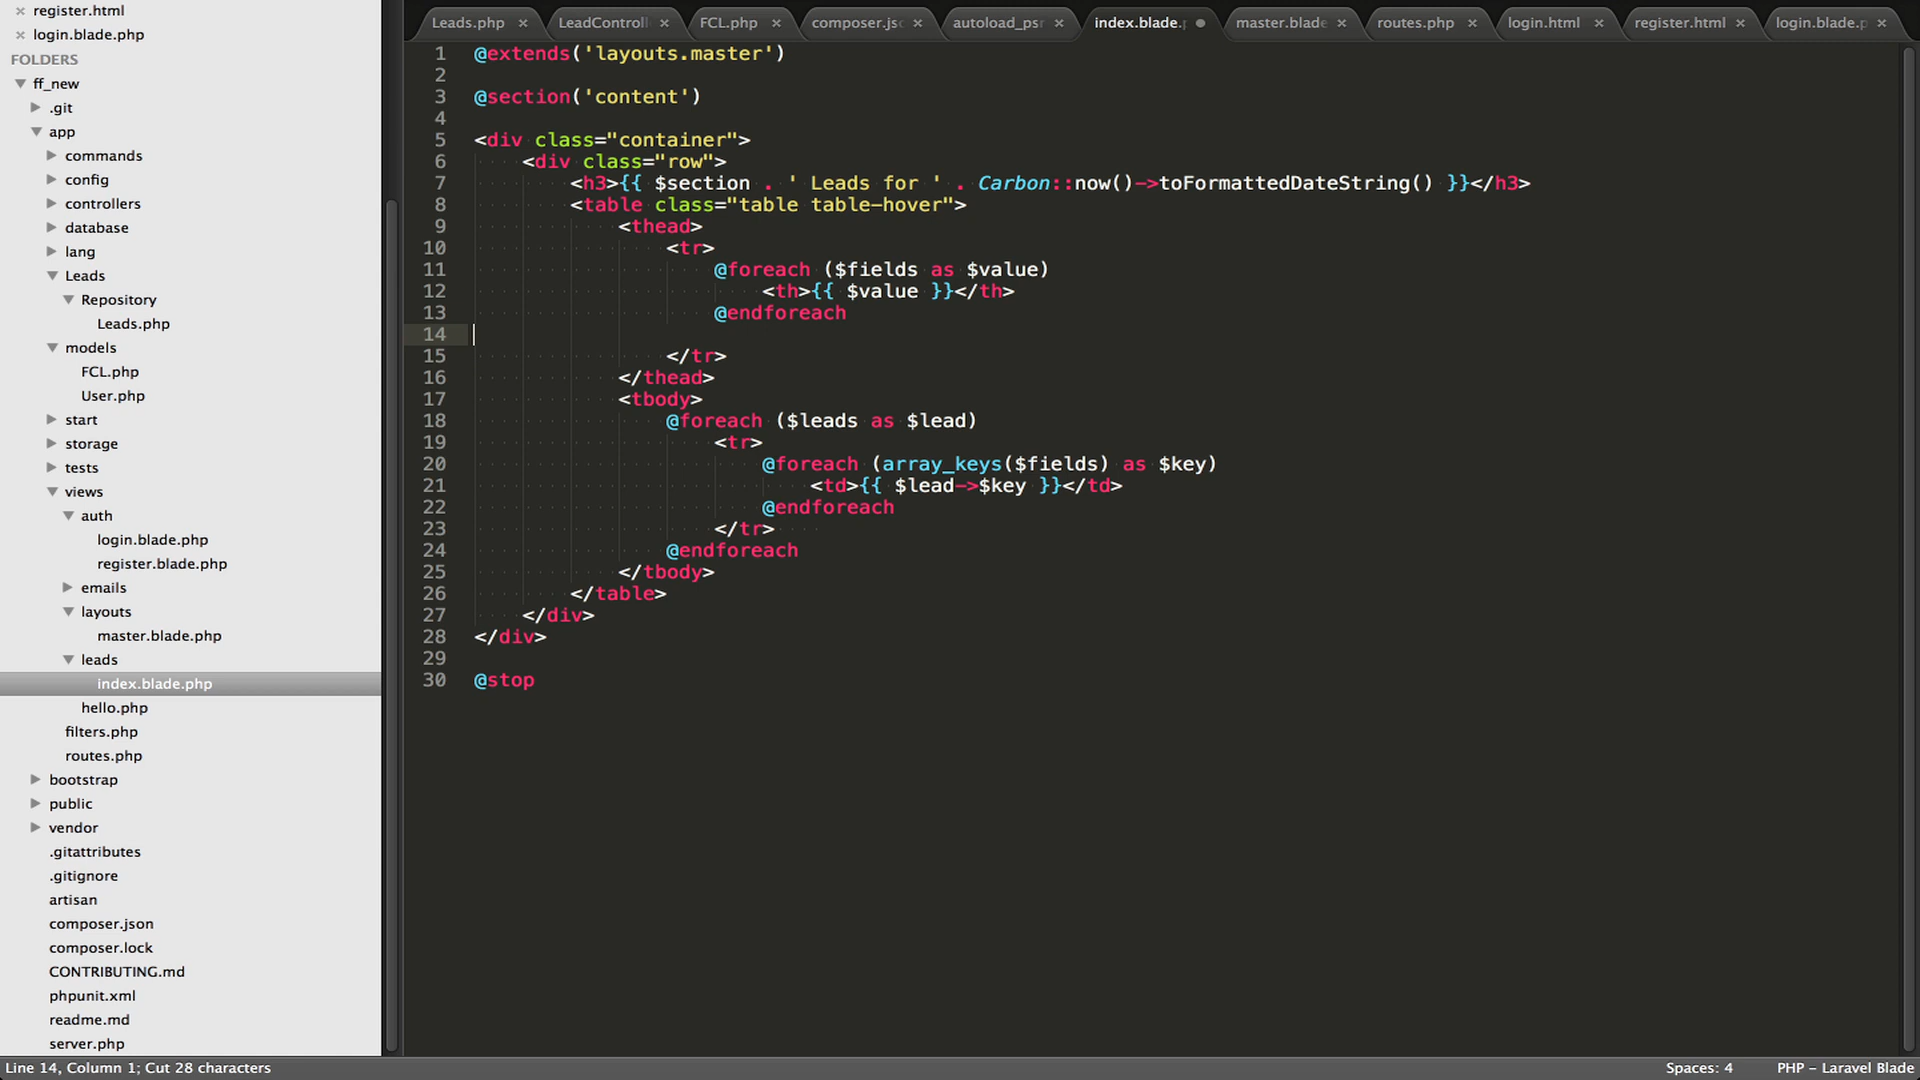 register.html
login.blade.php
FOLDERS
ff_new
.git
app
commands
config
controllers
database
lang
Leads
Repository
Leads.php
models
FCL.php
User.php
start
storage
tests
views
auth
login.blade.php
register.blade.php
emails
layouts
master.blade.php
leads
index.blade.php
hello.php
filters.php
routes.php
bootstrap
public
vendor
.gitattributes
.gitignore
artisan
composer.json
composer.lock
CONTRIBUTING.md
phpunit.xml
readme.md
server.php
Leads.php LeadControll FCL.php composer.jsc autoload_psr index.blade. master.blade routes.php login.html register.html login.blade.p
1 @extends('layouts.master')
2
3 @section('content')
4
5 <div class="container">
6 <div class="row">
7 <h3>{{ $section . ' Leads for ' . Carbon::now()->toFormattedDateString() }}</h3>
8 <table class="table table-hover">
9 <thead>
10 <tr>
11 @foreach ($fields as $value)
12 <th>{{ $value }}</th>
13 @endforeach
14
15 </tr>
16 </thead>
17 <tbody>
18 @foreach ($leads as $lead)
19 <tr>
20 @foreach (array_keys($fields) as $key)
21 <td>{{ $lead->$key }}</td>
22 @endforeach
23 </tr>
24 @endforeach
25 </tbody>
26 </table>
27 </div>
28 </div>
29
30 @stop
Line 14, Column 1; Cut 28 characters
Spaces: 4
PHP - Laravel Blade